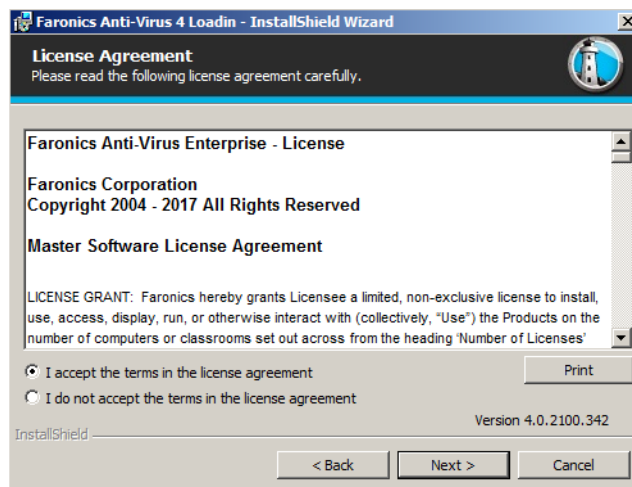 Faronics Anti-Virus 4 Loadin - InstallShield Wizard
License Agreement
Please read the following license agreement carefully.
Faronics Anti-Virus Enterprise - License
Faronics Corporation
Copyright 2004 - 2017 All Rights Reserved
Master Software License Agreement
LICENSE GRANT:  Faronics hereby grants Licensee a limited, non-exclusive license to install,
use, access, display, run, or otherwise interact with (collectively, “Use”) the Products on the
number of computers or classrooms set out across from the heading ‘Number of Licenses’
I accept the terms in the license agreement
Print
I do not accept the terms in the license agreement
Version 4.0.2100.342
InstallShield
< Back
Next >
Cancel